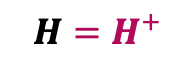 H = H⁺